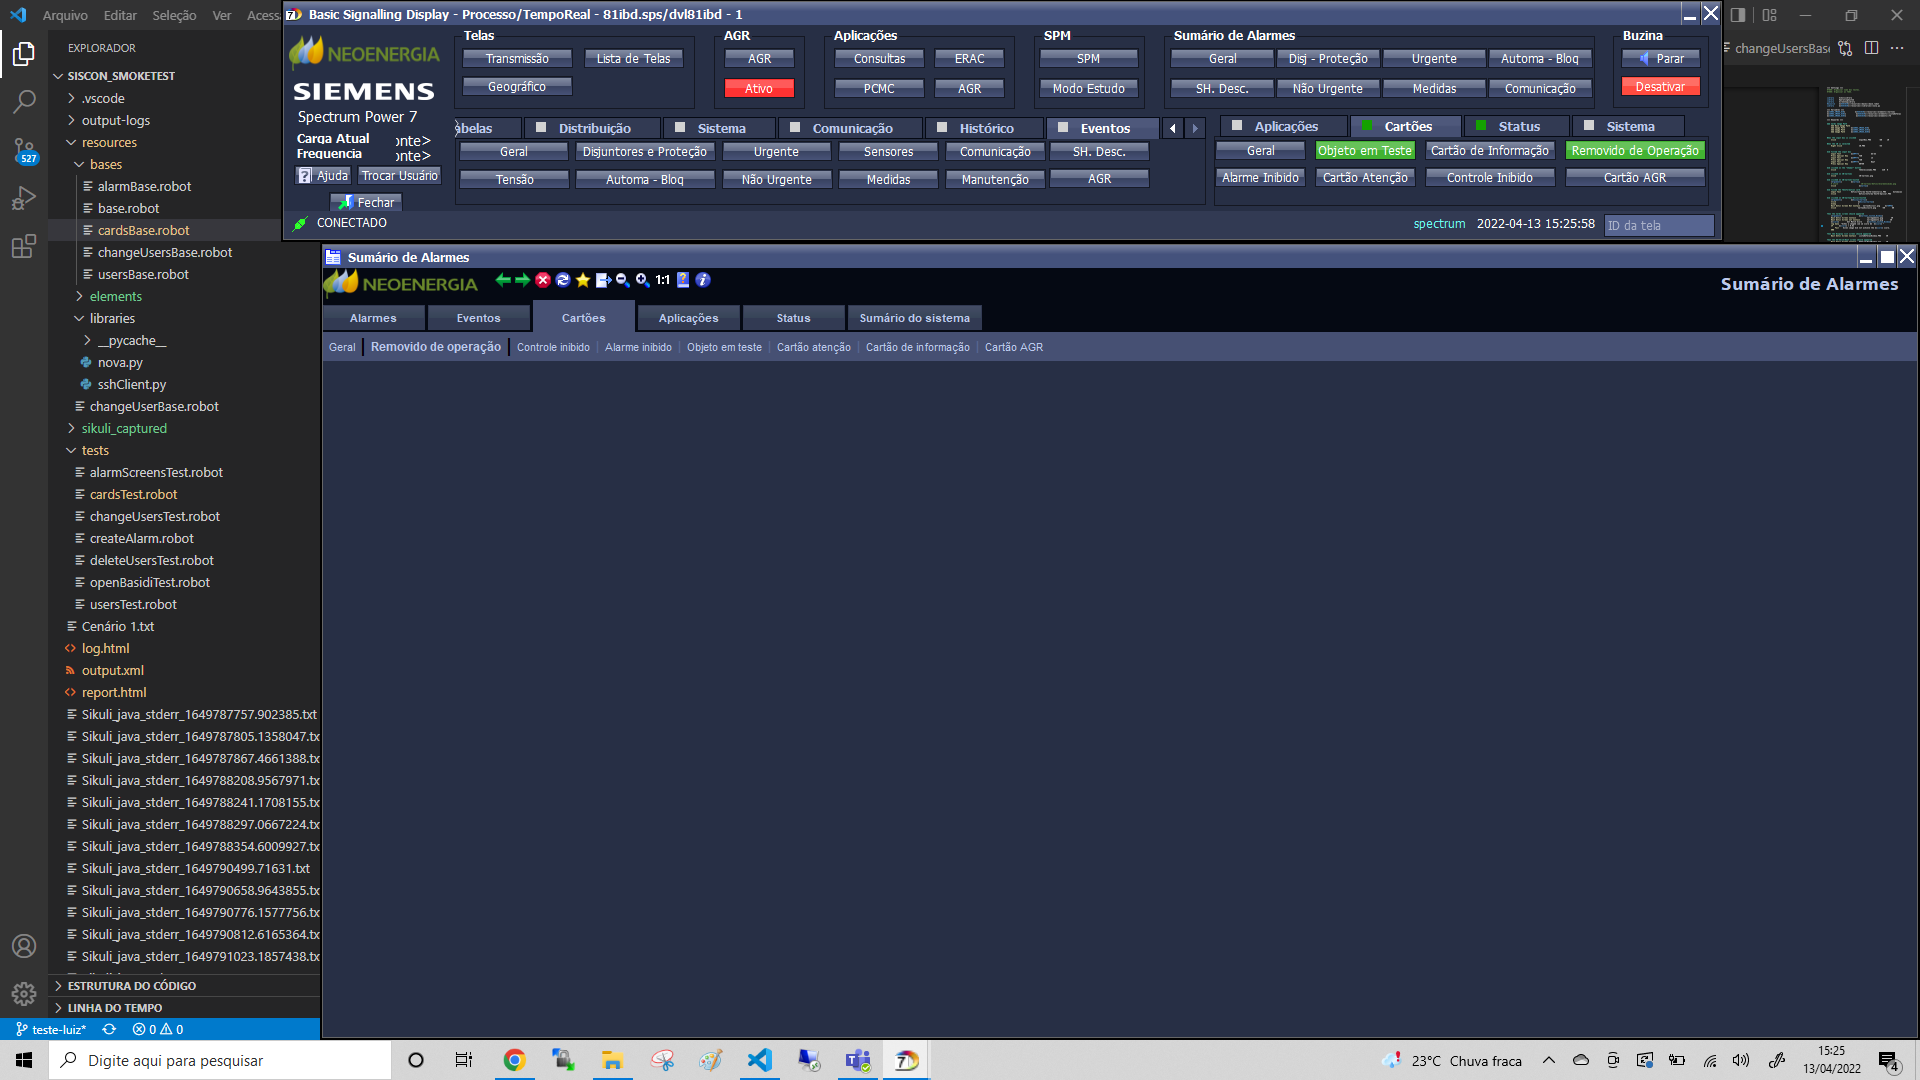 Arquivo Editar Seleção Ver
EXPLORADOR
SISCON_SMOKETEST
.vscode
output-logs
resources
bases
alarmBase.robot
base.robot
cardsBase.robot
changeUsersBase.robot
usersBase.robot
elements
libraries
__pycache__
nova.py
sshClient.py
changeUserBase.robot
sikuli_captured
tests
alarmScreensTest.robot
cardsTest.robot
changeUsersTest.robot
createAlarm.robot
deleteUsersTest.robot
openBasidiTest.robot
usersTest.robot
Cenário 1.txt
log.html
output.xml
report.html
Sikuli_java_stderr_1649787757.902385.txt
Sikuli_java_stderr_1649787805.1358047.tx
Sikuli_java_stderr_1649787867.4661388.tx
Sikuli_java_stderr_1649788208.9567971.tx
Sikuli_java_stderr_1649788241.1708155.tx
Sikuli_java_stderr_1649788297.0667224.tx
Sikuli_java_stderr_1649788354.6009927.tx
Sikuli_java_stderr_1649790499.71631.txt
Sikuli_java_stderr_1649790658.9643855.tx
Sikuli_java_stderr_1649790776.1577756.tx
Sikuli_java_stderr_1649790812.6165364.tx
Sikuli_java_stderr_1649791023.1857438.tx
ESTRUTURA DO CÓDIGO
LINHA DO TEMPO
527
teste-luiz* 0 0
Basic Signalling Display - Processo/TempoReal - 81ibd.sps/dvl81ibd - 1
NEOENERGIA
SIEMENS
Spectrum Power 7
Carga Atual onte>
Frequencia onte>
Ajuda Trocar Usuário
Fechar
CONECTADO
Telas
Transmissão Lista de Telas
Geográfico
AGR
AGR
Ativo
Aplicações
Consultas ERAC
PCMC AGR
SPM
SPM
Modo Estudo
Sumário de Alarmes
Geral Disj - Proteção Urgente Automa - Bloq
SH. Desc. Não Urgente Medidas Comunicação
Buzina
Parar
Desativar
abelas Distribuição Sistema Comunicação Histórico Eventos
Geral Disjuntores e Proteção Urgente Sensores Comunicação SH. Desc.
Tensão Automa - Bloq Não Urgente Medidas Manutenção AGR
Aplicações Cartões Status Sistema
Geral Objeto em Teste Cartão de Informação Removido de Operação
Alarme Inibido Cartão Atenção Controle Inibido Cartão AGR
spectrum 2022-04-13 15:25:58 ID da tela
changeUsersBas
Sumário de Alarmes
NEOENERGIA 1:1 Sumário de Alarmes
Alarmes Eventos Cartões Aplicações Status Sumário do sistema
Geral Removido de operação Controle inibido Alarme inibido Objeto em teste Cartão atenção Cartão de informação Cartão AGR
Digite aqui para pesquisar
23°C Chuva fraca
15:25
13/04/2022
4